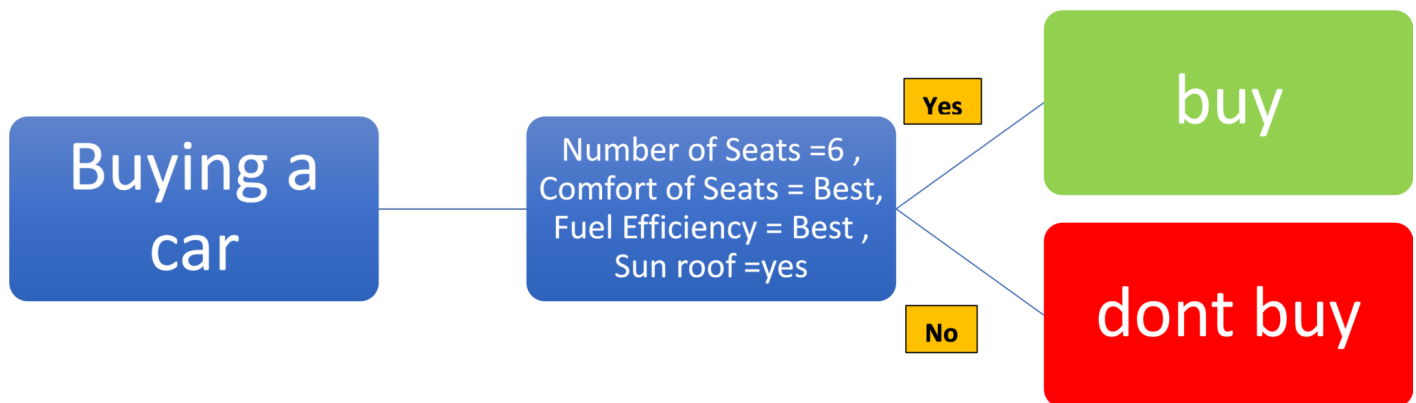 Buying a
car
Number of Seats =6 ,
Comfort of Seats = Best,
Fuel Efficiency = Best ,
Sun roof =yes
Yes
buy
No
dont buy